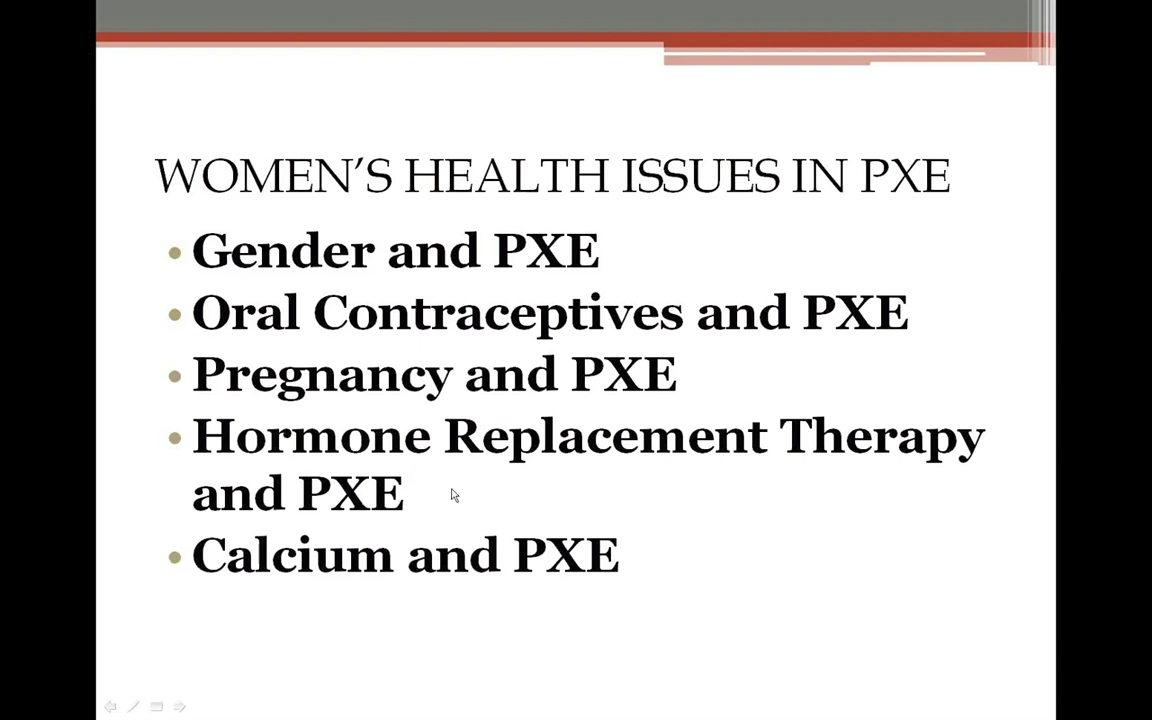 WOMEN’S HEALTH ISSUES IN PXE
• Gender and PXE
• Oral Contraceptives and PXE
• Pregnancy and PXE
• Hormone Replacement Therapy
and PXE
• Calcium and PXE